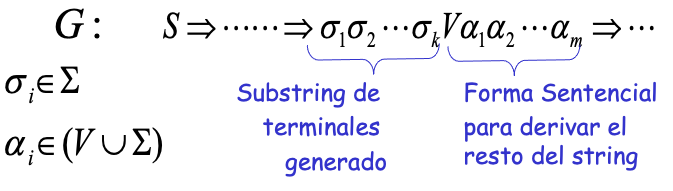 G: S ⇒ ⋯⋯ ⇒ σ₁σ₂ ⋯σₖVα₁α₂ ⋯αₘ ⇒ ⋯
σᵢ∈Σ
αᵢ∈(V ∪ Σ)
Substring de
terminales
generado
Forma Sentencial
para derivar el
resto del string